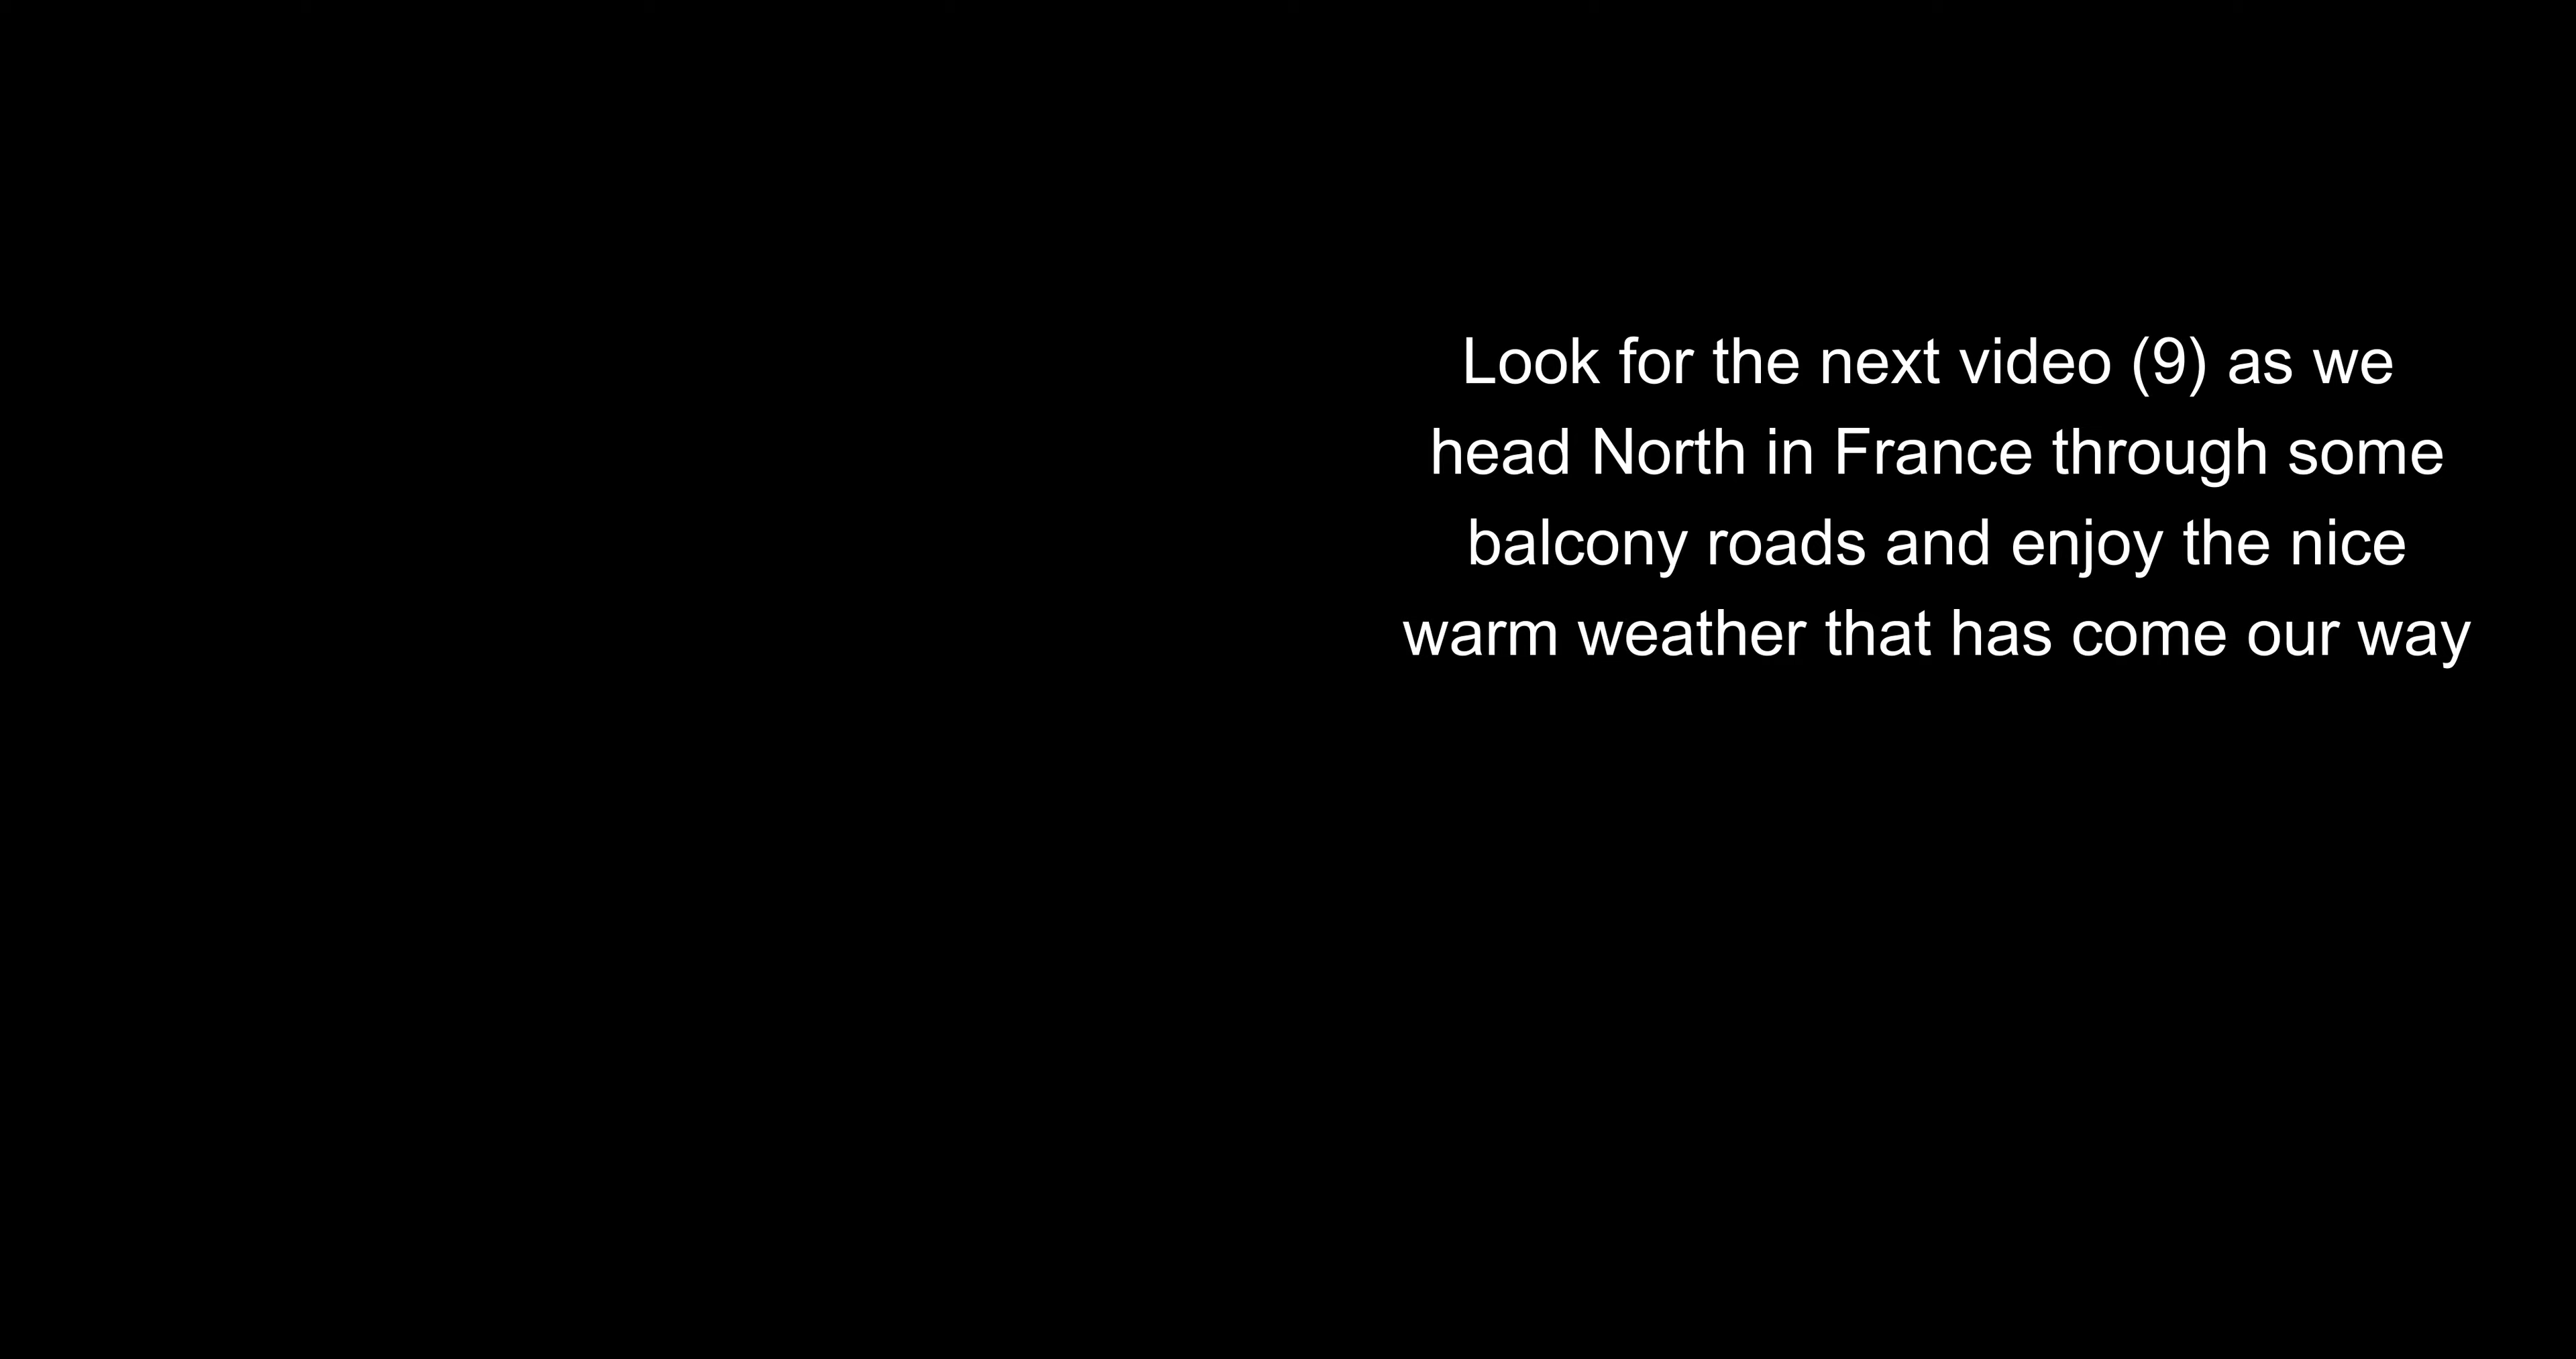 Look for the next video (9) as we
head North in France through some
balcony roads and enjoy the nice
warm weather that has come our way